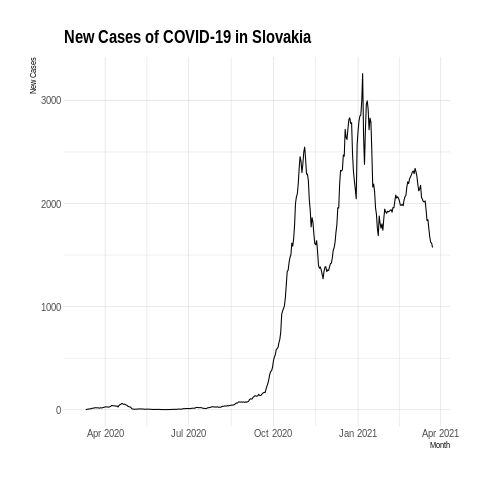 New Cases of COVID-19 in Slovakia
New Cases
3000
2000
1000
0
Apr 2020 Jul 2020 Oct 2020 Jan 2021 Apr 2021
Month